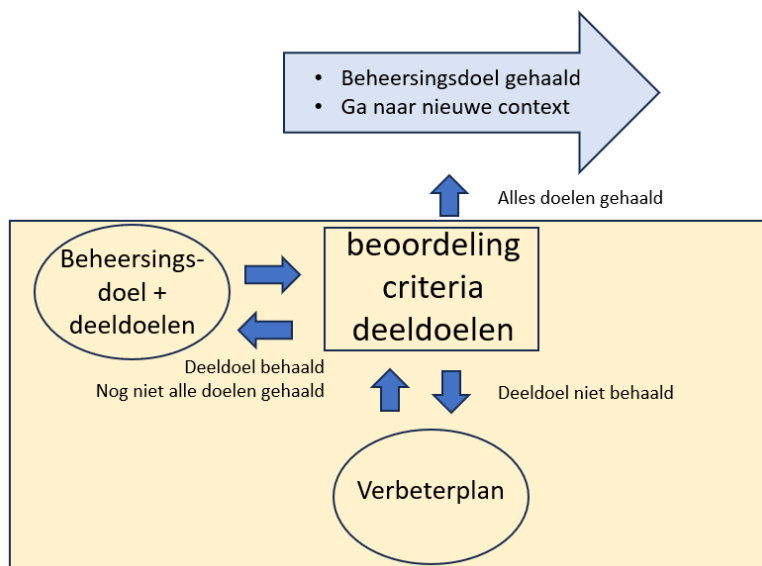 • Beheersingsdoel gehaald
• Ga naar nieuwe context
Alles doelen gehaald
Beheersings-
doel +
deeldoelen
beoordeling
criteria
deeldoelen
Deeldoel behaald
Nog niet alle doelen gehaald
Deeldoel niet behaald
Verbeterplan